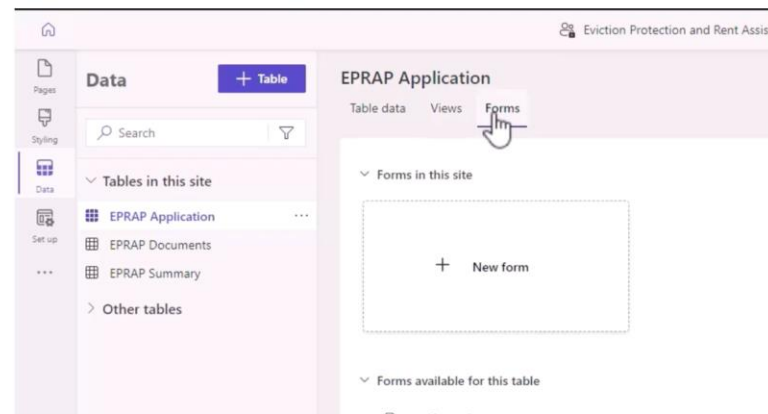 Eviction Protection and Rent Assis
Pages
Styling
Data
Set up
Data
+ Table
Search
Tables in this site
EPRAP Application
EPRAP Documents
EPRAP Summary
Other tables
EPRAP Application
Table data Views Forms
Forms in this site
+ New form
Forms available for this table